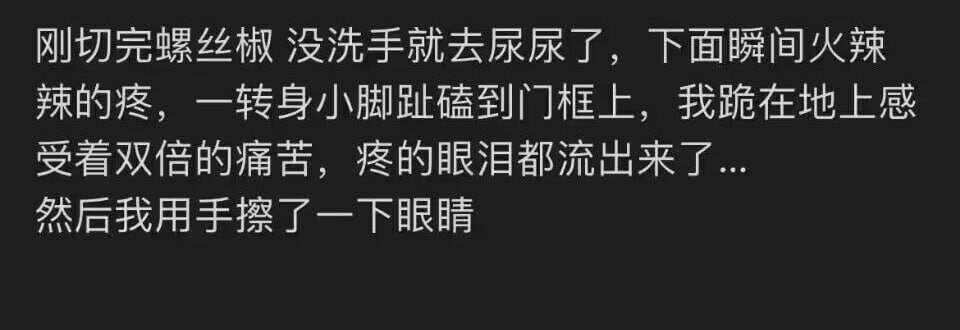 刚切完螺丝椒 没洗手就去尿尿了，下面瞬间火辣
辣的疼，一转身小脚趾磕到门框上，我跪在地上感
受着双倍的痛苦，疼的眼泪都流出来了...
然后我用手擦了一下眼睛